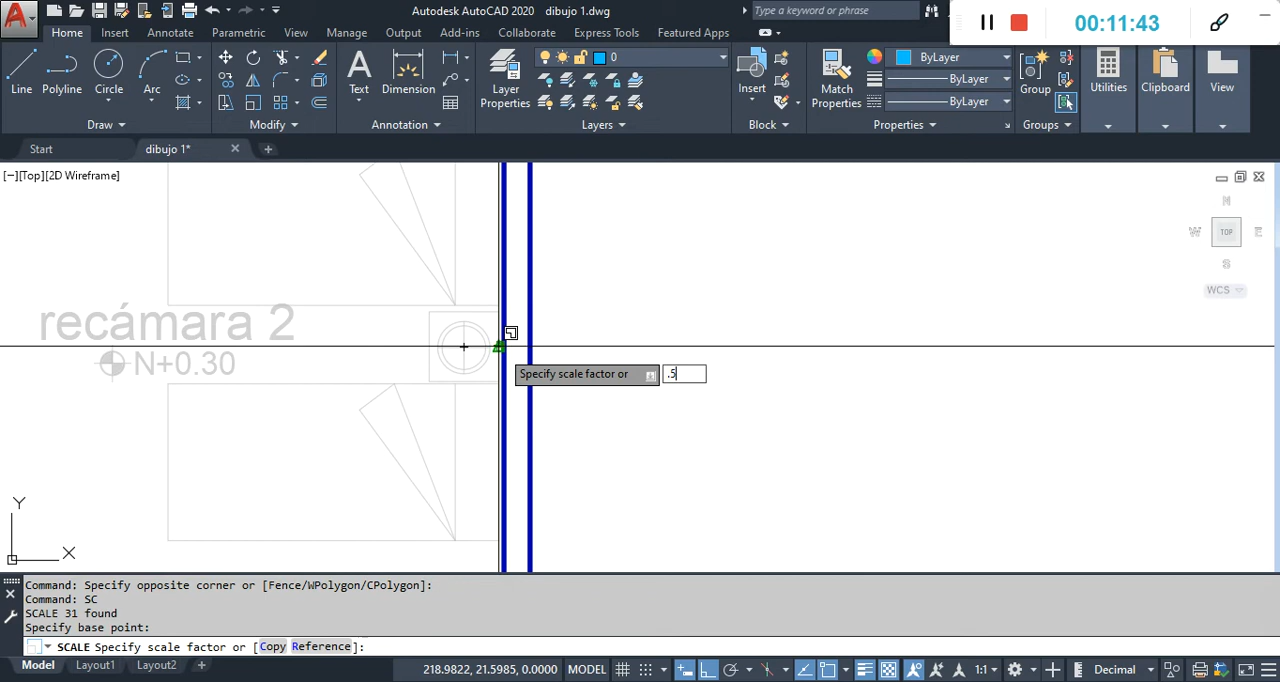 Autodesk AutoCAD 2020 dibujo 1.dwg
Type a keyword or phrase
00:11:43
Home Insert Annotate Parametric View Manage Output Add-ins Collaborate Express Tools Featured Apps
0
ByLayer
ByLayer
ByLayer
Line Polyline Circle Arc Text Dimension Layer Properties Insert Match Properties Group Utilities Clipboard View
Draw Modify Annotation Layers Block Properties Groups
Start dibujo 1*
[−][Top][2D Wireframe]
N
W TOP E
S
WCS
recámara 2
N+0.30
Specify scale factor or .5
Y
X
Command: Specify opposite corner or [Fence/WPolygon/CPolygon]:
Command: SC
SCALE 31 found
Specify base point:
SCALE Specify scale factor or [Copy Reference]:
Model Layout1 Layout2 + 218.9822, 21.5985, 0.0000 MODEL 1:1 Decimal